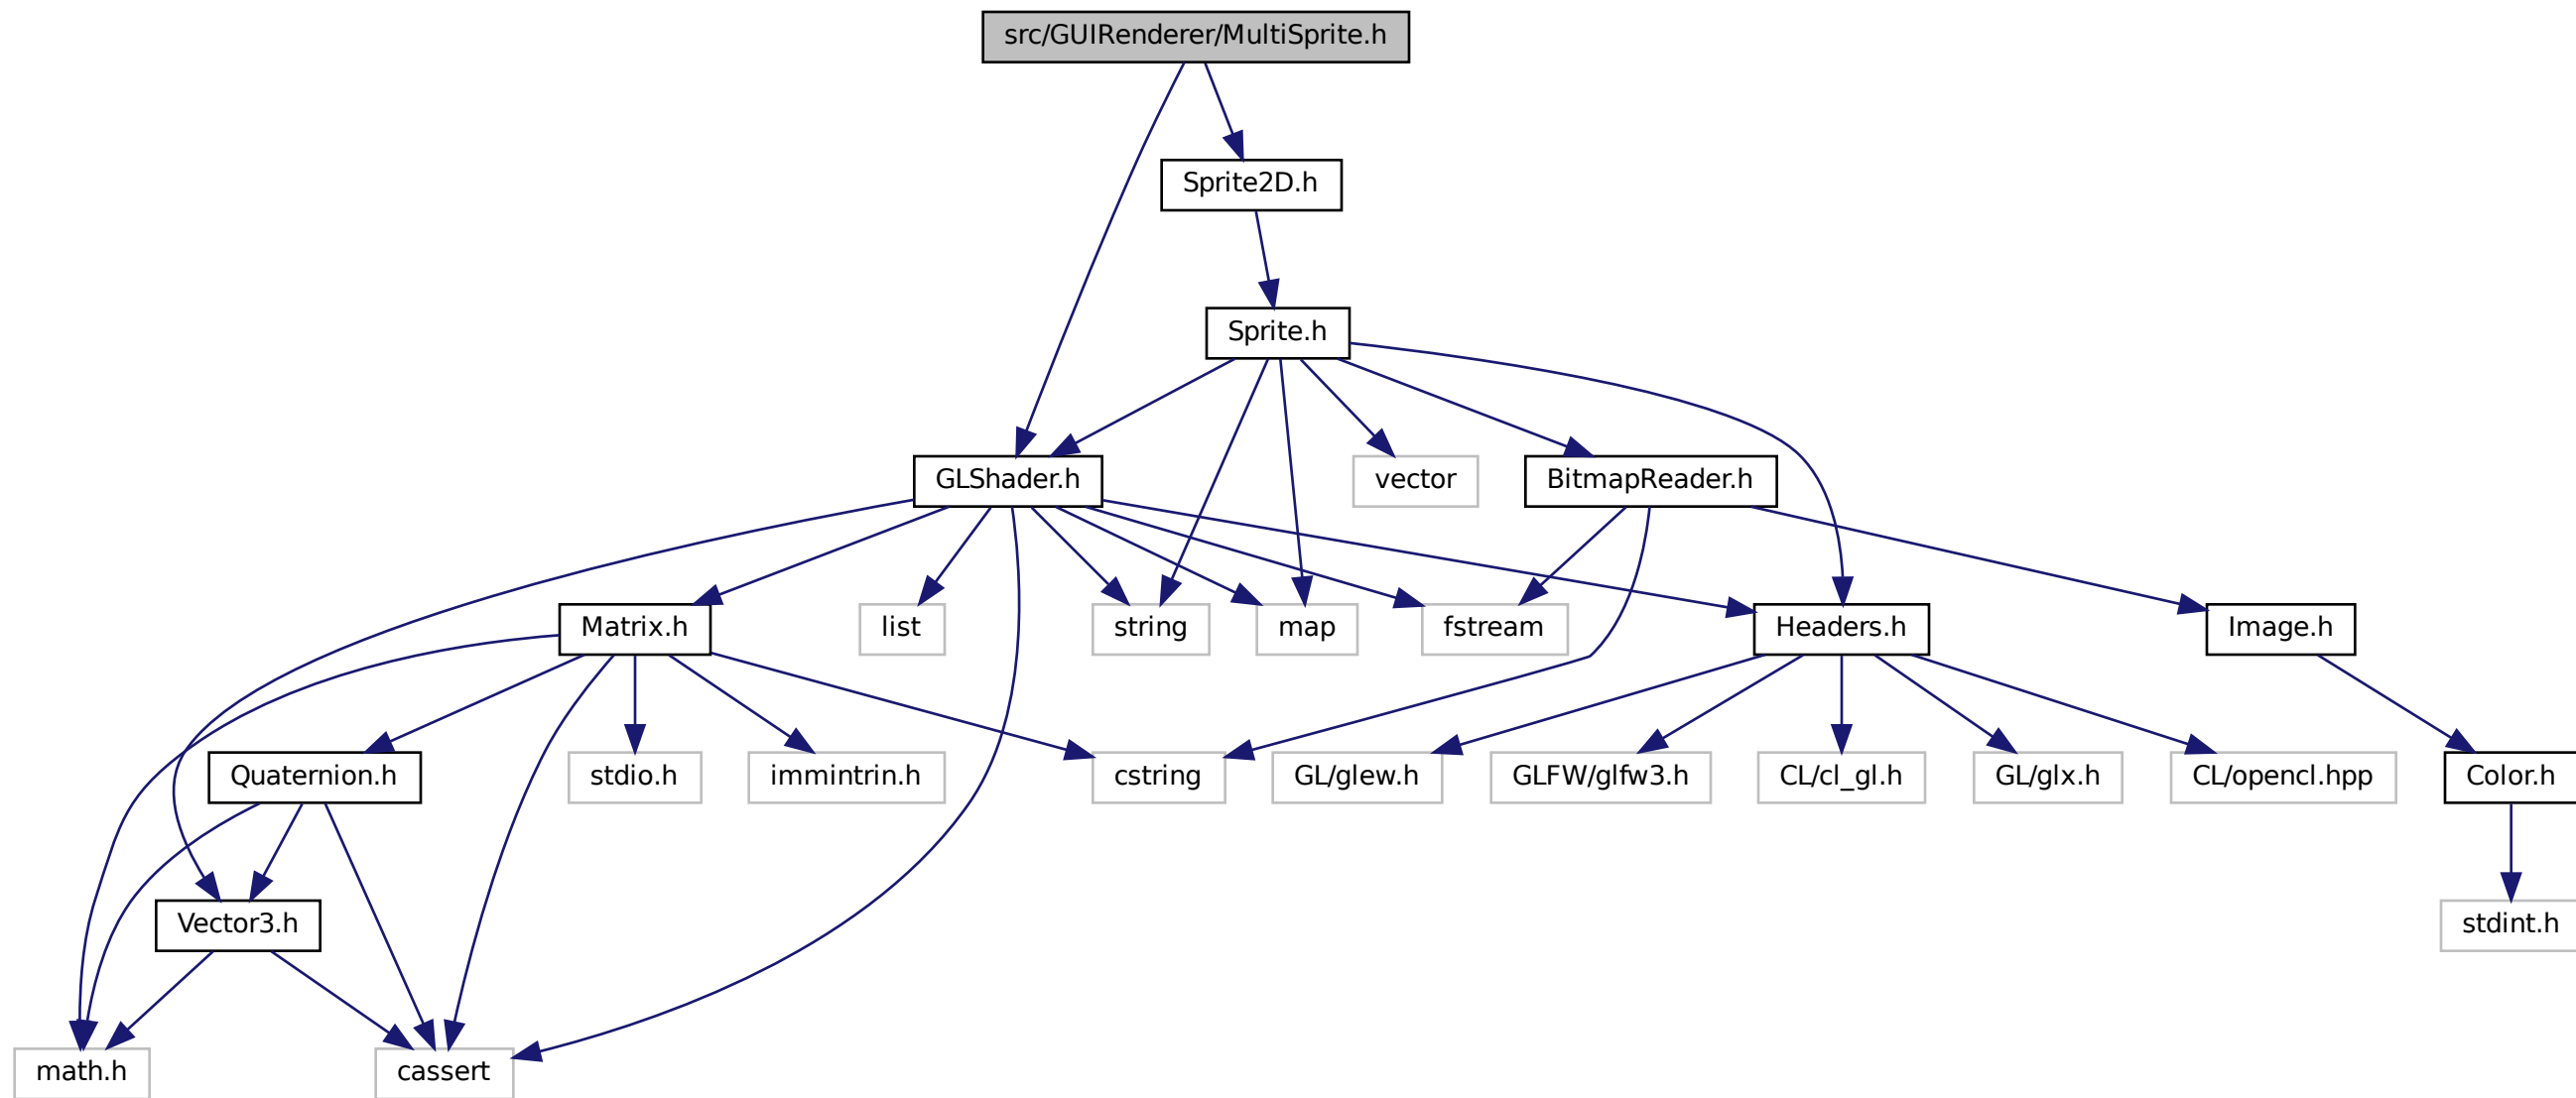 src/GUIRenderer/MultiSprite.h
Sprite2D.h
Sprite.h
GLShader.h
vector
BitmapReader.h
Matrix.h
list
string
map
fstream
Headers.h
Image.h
Quaternion.h
stdio.h
immintrin.h
cstring
GL/glew.h
GLFW/glfw3.h
CL/cl_gl.h
GL/glx.h
CL/opencl.hpp
Color.h
Vector3.h
stdint.h
math.h
cassert